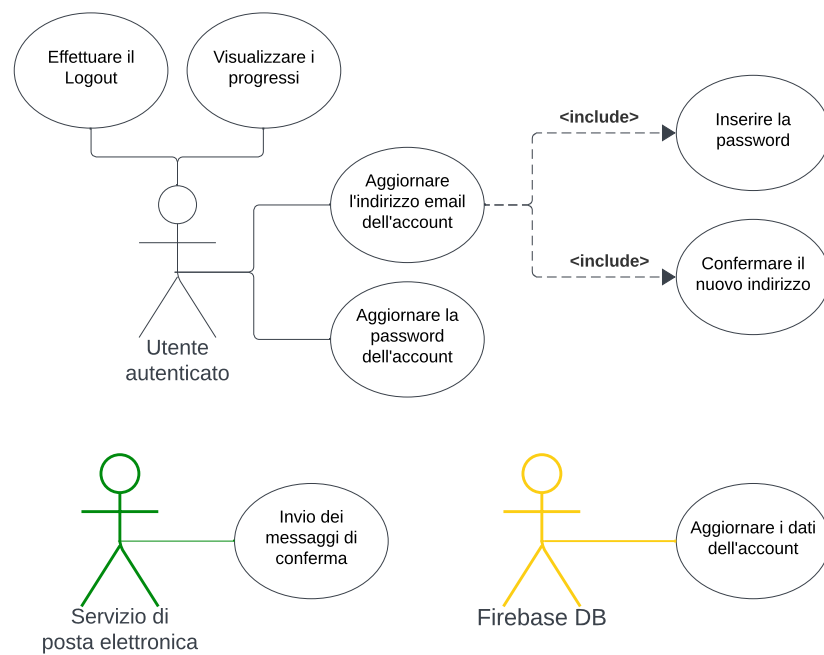 Effettuare il
Logout
Visualizzare i
progressi
<include>
Inserire la
password
Aggiornare
l'indirizzo email
dell'account
<include>
Confermare il
nuovo indirizzo
Aggiornare la
password
dell'account
Utente
autenticato
Invio dei
messaggi di
conferma
Aggiornare i dati
dell'account
Servizio di
posta elettronica
Firebase DB